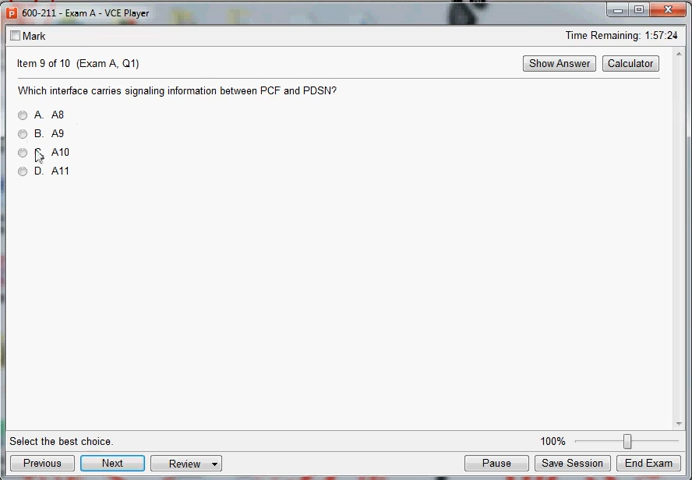 600-211 - Exam A - VCE Player
Mark
Time Remaining: 1:57:24
Item 9 of 10 (Exam A, Q1)
Show Answer
Calculator
Which interface carries signaling information between PCF and PDSN?
A. A8
B. A9
A10
D. A11
Select the best choice.
100%
Previous
Next
Review
Pause
Save Session
End Exam